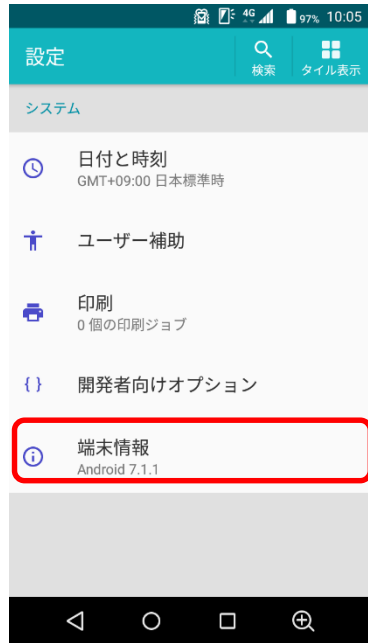 4G 97% 10:05
設定
検索 タイル表示
システム
日付と時刻
GMT+09:00 日本標準時
ユーザー補助
印刷
0 個の印刷ジョブ
{ } 開発者向けオプション
端末情報
Android 7.1.1